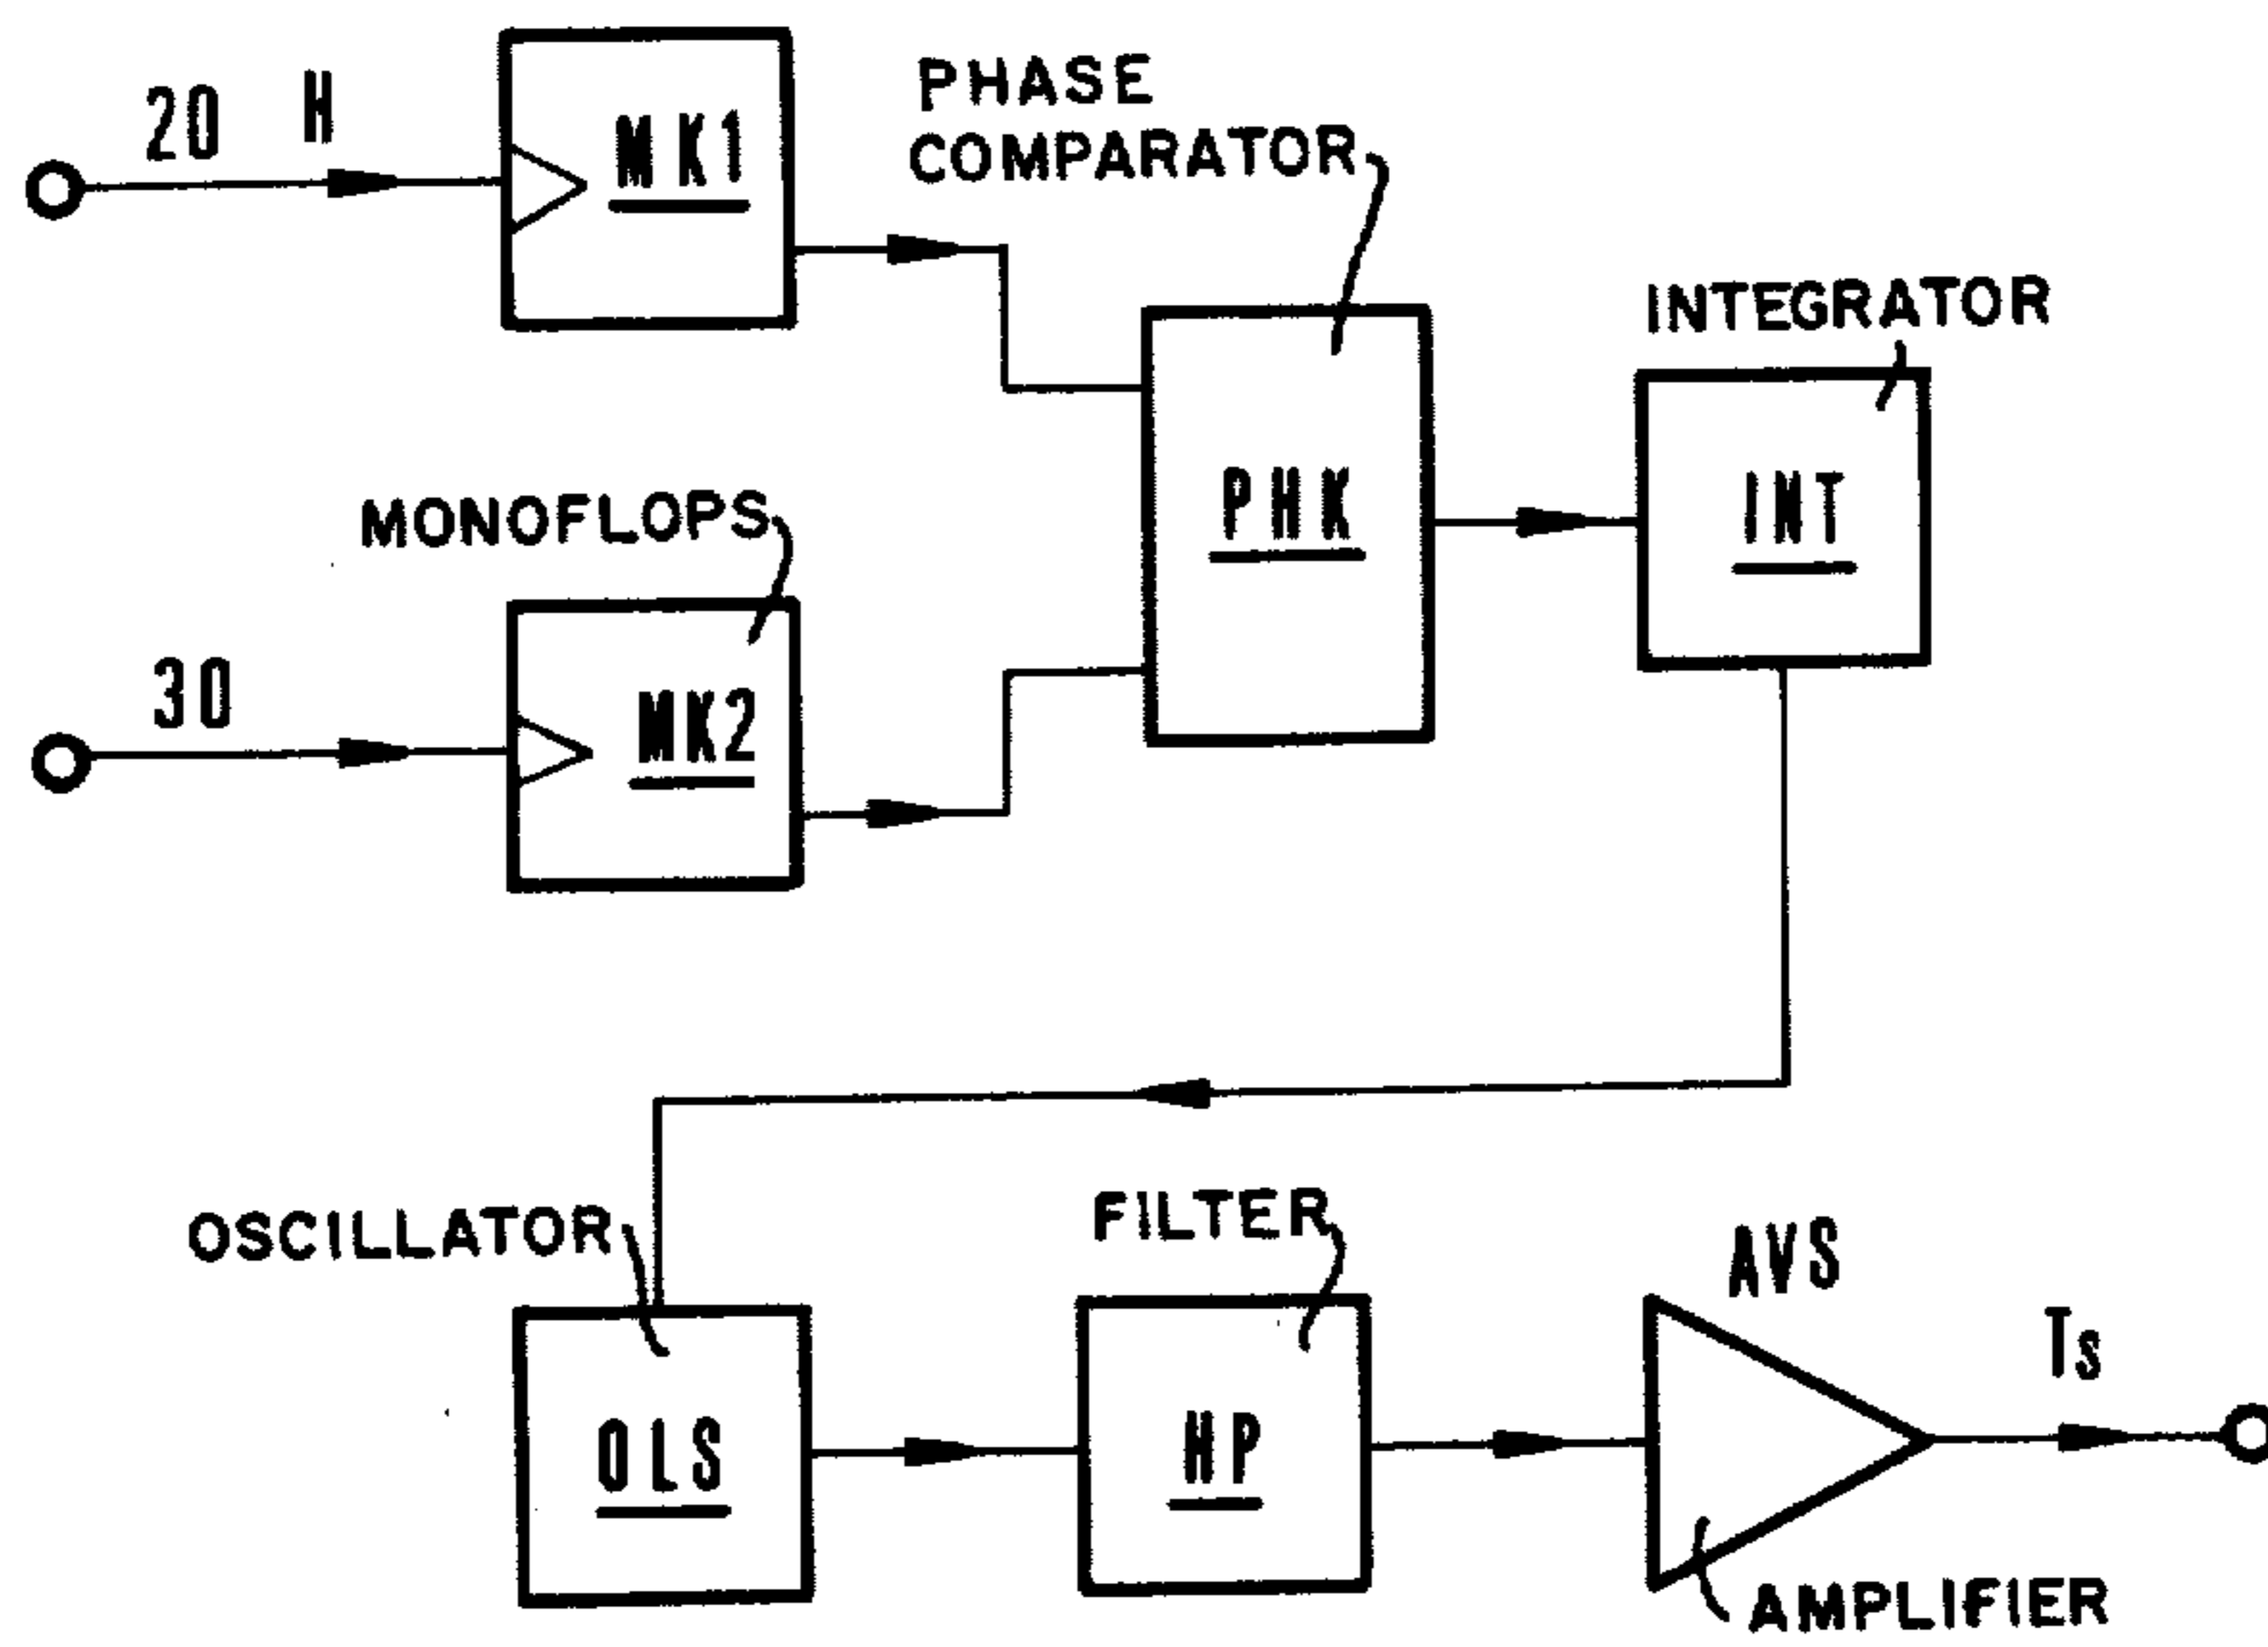 20 H
MK1
PHASE
COMPARATOR
INTEGRATOR
PHK
INT
MONOFLOPS
30
MK2
OSCILLATOR
FILTER
AVS
Ts
OLS
HP
AMPLIFIER